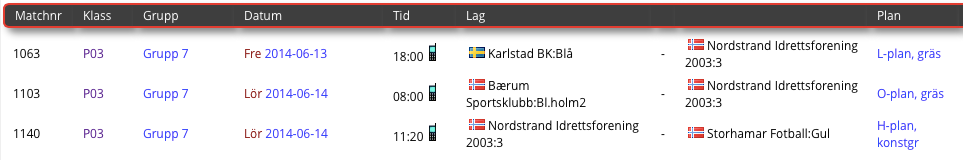 Matchnr Klass Grupp Datum Tid Lag Plan
1063 P03 Grupp 7 Fre 2014-06-13 18:00 Karlstad BK:Blå - Nordstrand Idrettsforening 2003:3 L-plan, gräs
1103 P03 Grupp 7 Lör 2014-06-14 08:00 Bærum Sportsklubb:Bl.holm2 - Nordstrand Idrettsforening 2003:3 O-plan, gräs
1140 P03 Grupp 7 Lör 2014-06-14 11:20 Nordstrand Idrettsforening 2003:3 - Storhamar Fotball:Gul H-plan, konstgr